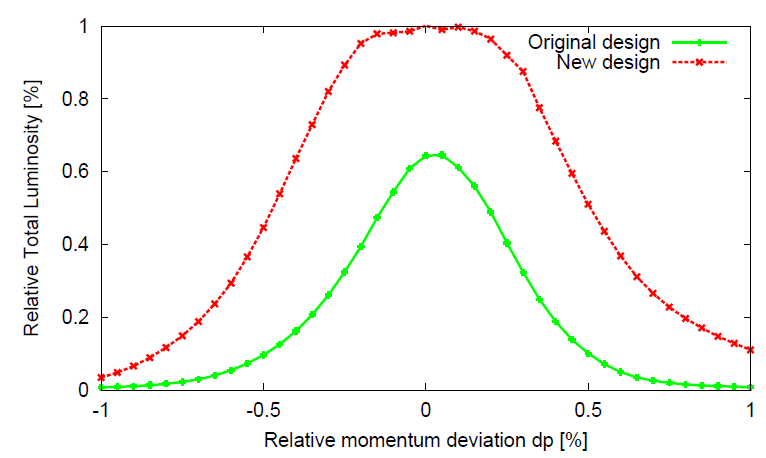 1
0.8
0.6
0.4
0.2
0
-1
-0.5
0
0.5
1
Relative Total Luminosity [%]
Relative momentum deviation dp [%]
Original design
New design